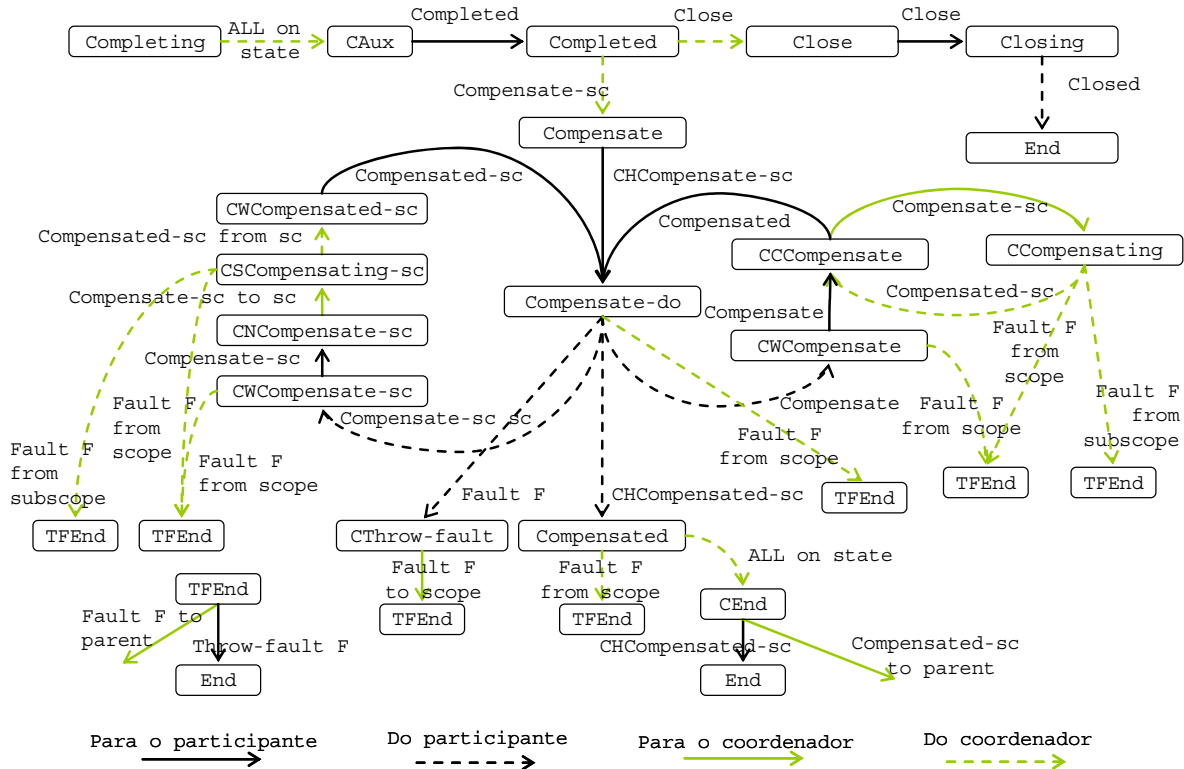 Completed
Close
Close
Completing
ALL on
state
CAux
Completed
Close
Closing
Compensate-sc
Closed
Compensate
End
Compensated-sc
CHCompensate-sc
CWCompensated-sc
Compensated
Compensate-sc
Compensated-sc from sc
CCCompensate
CCompensating
CSCompensating-sc
Compensate-sc to sc
Compensate-do
Compensated-sc
CNCompensate-sc
Compensate
Fault F
from
scope
Compensate-sc
CWCompensate
CWCompensate-sc
Compensate-sc sc
Compensate
Fault F
from
scope
Fault F
from scope
Fault F
from
subscope
Fault F
from
subscope
Fault F
from scope
Fault F
from scope
Fault F
CHCompensated-sc
TFEnd
TFEnd
TFEnd
TFEnd
TFEnd
CThrow-fault
Compensated
ALL on state
Fault F
to scope
Fault F
from scope
TFEnd
CEnd
TFEnd
TFEnd
Fault F to
parent
Throw-fault F
CHCompensated-sc
Compensated-sc
to parent
End
End
Para o participante
Do participante
Para o coordenador
Do coordenador